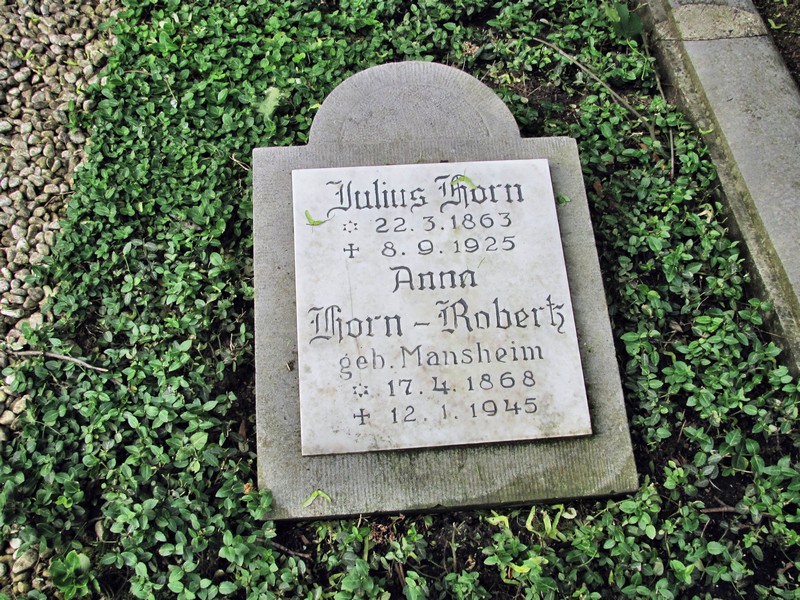 Julius Horn
22. 3. 1863
✝ 8. 9. 1925
Anna
Horn - Robertz
geb. Mansheim
17. 4. 1868
✝ 12. 1. 1945